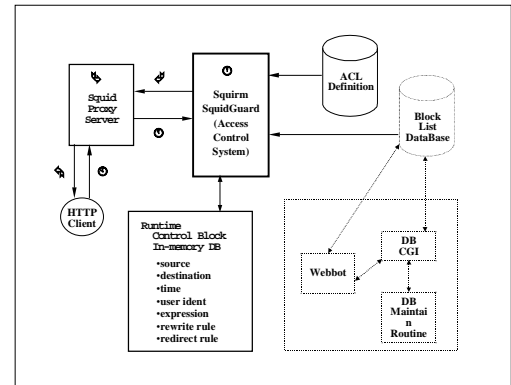 Squid
Proxy
Server
Squirm
SquidGuard
(Access
Control
System)
ACL
Definition
Block
List
DataBase
HTTP
Client
Runtime
Control Block
In-memory DB
•source
•destination
•time
•user ident
•expression
•rewrite rule
•redirect rule
Webbot
DB
CGI
DB
Maintai
n
Routine